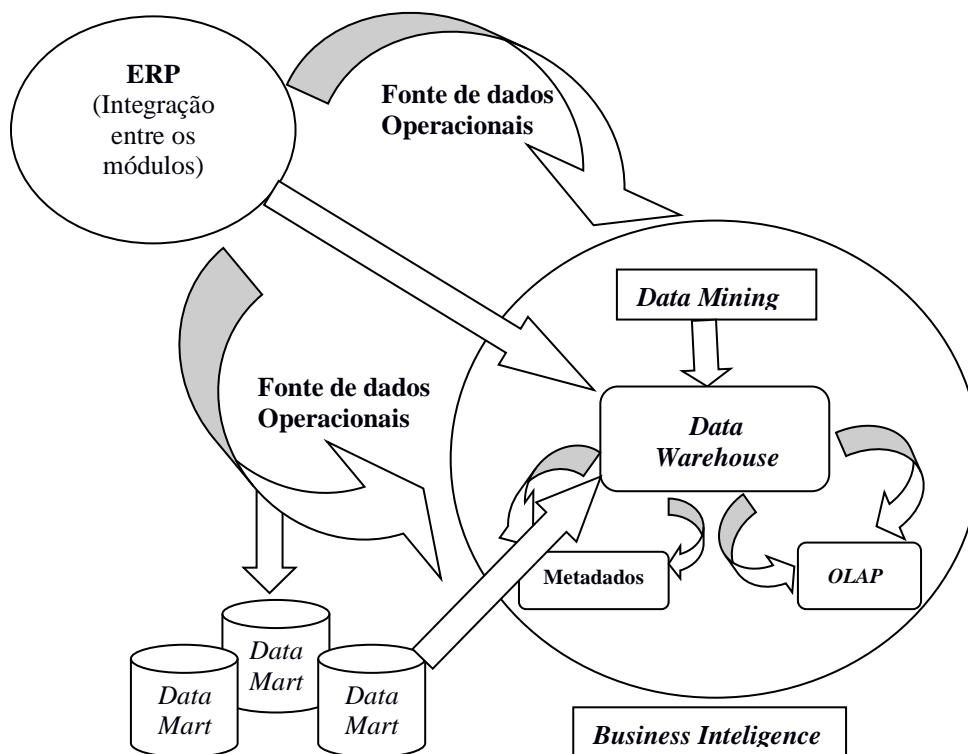 ERP
(Integração
entre os
módulos)
Fonte de dados
Operacionais
Data Mining
Fonte de dados
Operacionais
Data
Warehouse
Metadados
OLAP
Data
Mart
Data
Mart
Data
Mart
Business Inteligence